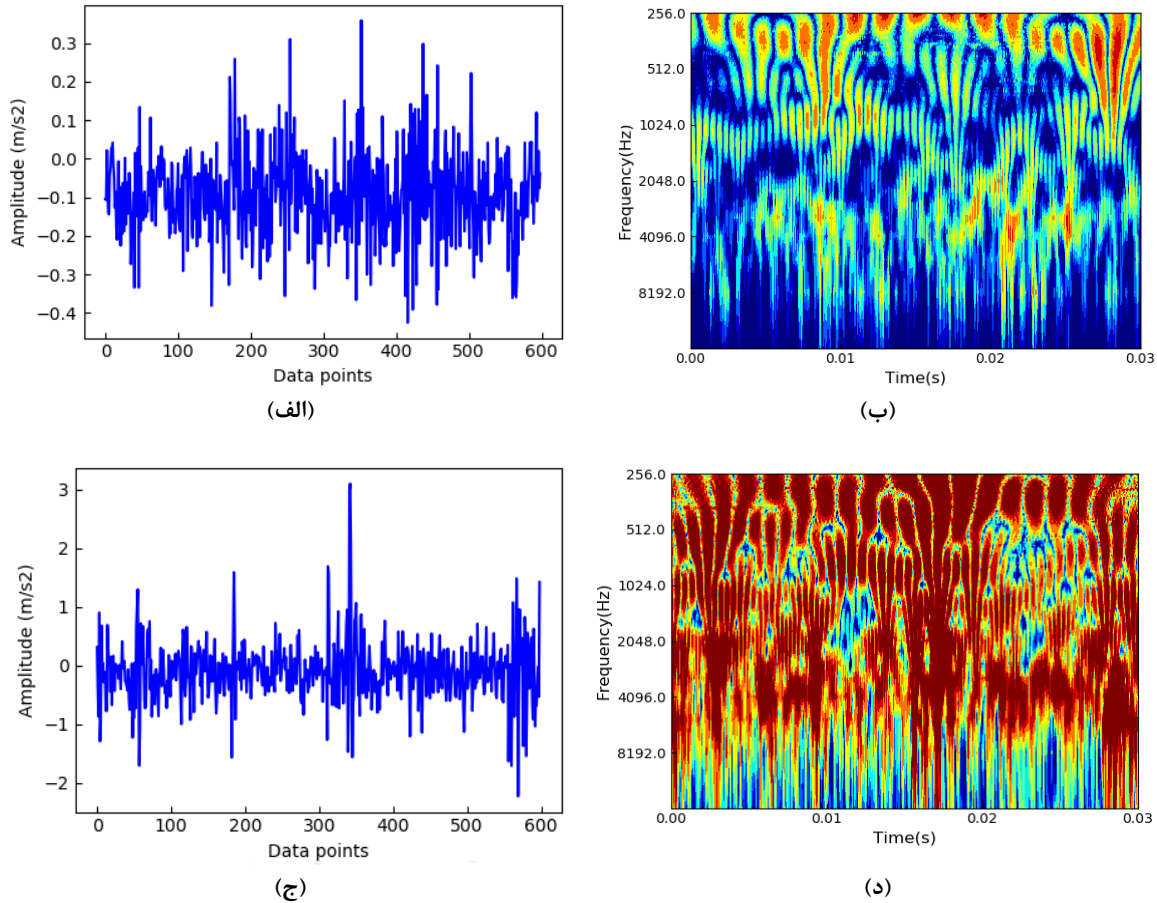 0.3
0.2
0.1
0.0
−0.1
−0.2
−0.3
−0.4
Amplitude (m/s2)
0 100 200 300 400 500 600
Data points
(الف)
256.0
512.0
1024.0
2048.0
4096.0
8192.0
Frequency(Hz)
0.00 0.01 0.02 0.03
Time(s)
(ب)
3
2
1
0
−1
−2
Amplitude (m/s2)
0 100 200 300 400 500 600
Data points
(ج)
256.0
512.0
1024.0
2048.0
4096.0
8192.0
Frequency(Hz)
0.00 0.01 0.02 0.03
Time(s)
(د)